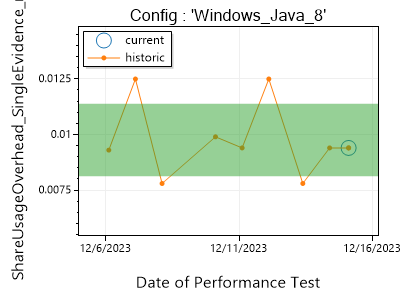 Config : 'Windows_Java_8'
current
historic
ShareUsageOverhead_SingleEvidence_
0.0125
0.01
0.0075
12/6/2023
12/11/2023
12/16/2023
Date of Performance Test